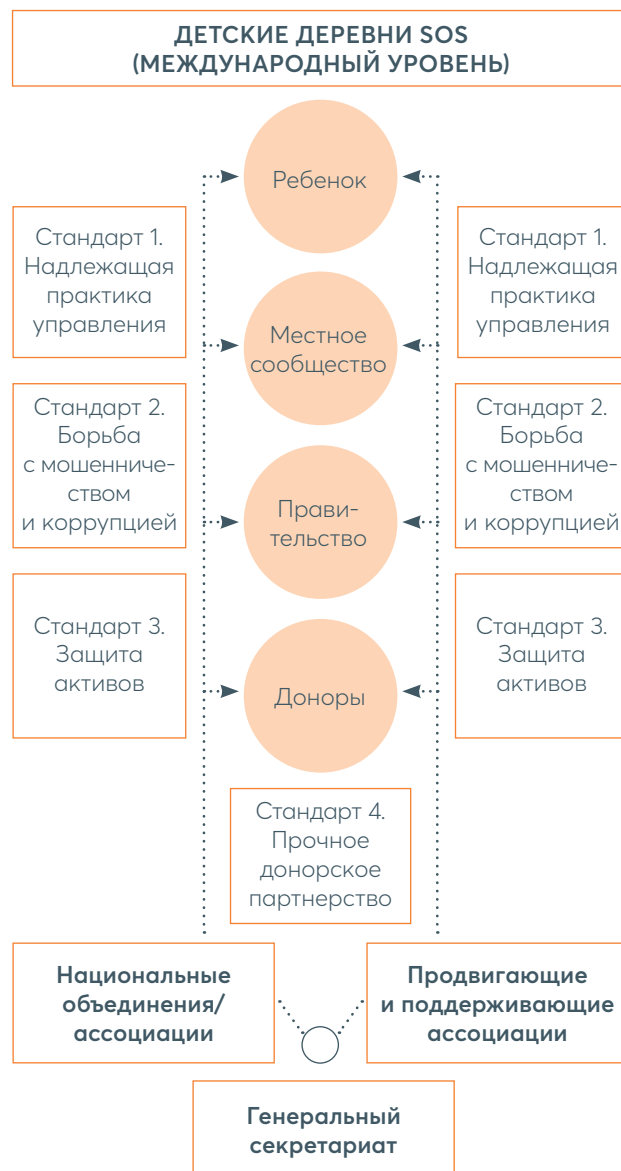 ДЕТСКИЕ ДЕРЕВНИ SOS
(МЕЖДУНАРОДНЫЙ УРОВЕНЬ)
Ребенок
Стандарт 1.
Надлежащая
практика
управления
Стандарт 1.
Надлежащая
практика
управления
Местное
сообщество
Стандарт 2.
Борьба
с мошенниче-
ством
и коррупцией
Стандарт 2.
Борьба
с мошенниче-
ством
и коррупцией
Прави-
тельство
Стандарт 3.
Защита
активов
Стандарт 3.
Защита
активов
Доноры
Стандарт 4.
Прочное
донорское
партнерство
Национальные
объединения/
ассоциации
Продвигающие
и поддерживающие
ассоциации
Генеральный
секретариат